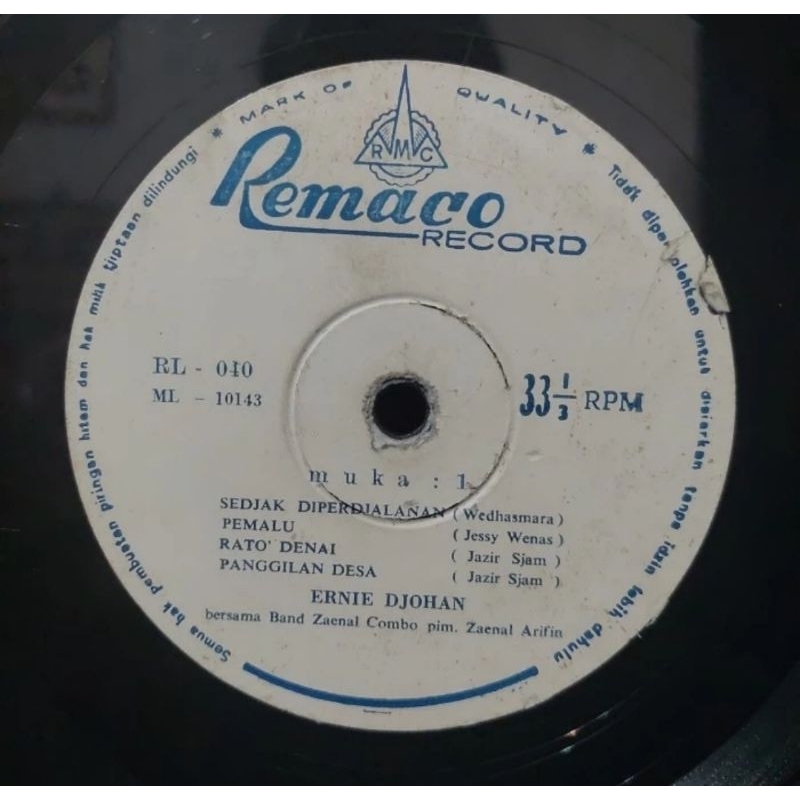 MARK OF QUALITY
RMC
Remaco
RECORD
RL - 040
ML - 10143
33 1/3 RPM
muka : 1
SEDJAK DIPERDJALANAN (Wedhasmara)
PEMALU (Jessy Wenas)
RATO' DENAI (Jazir Sjam)
PANGGILAN DESA (Jazir Sjam)
ERNIE DJOHAN
bersama Band Zaenal Combo pim. Zaenal Arifin
Semua hak pembuatan piringan hitam dan hak milik tjiptaan dilindungi * * Tidak diperolehkan untuk disiarkan tanpa idzin lebih dahulu